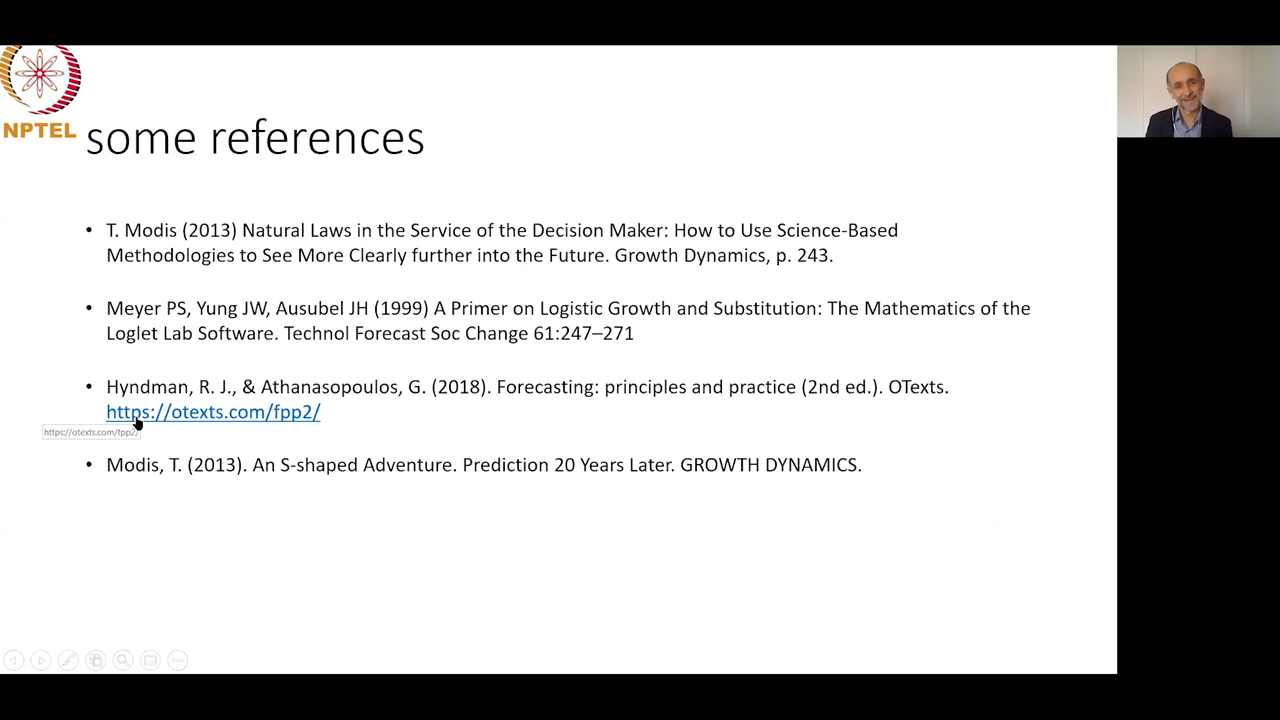 NPTEL
some references
• T. Modis (2013) Natural Laws in the Service of the Decision Maker: How to Use Science-Based
Methodologies to See More Clearly further into the Future. Growth Dynamics, p. 243.
• Meyer PS, Yung JW, Ausubel JH (1999) A Primer on Logistic Growth and Substitution: The Mathematics of the
Loglet Lab Software. Technol Forecast Soc Change 61:247–271
• Hyndman, R. J., & Athanasopoulos, G. (2018). Forecasting: principles and practice (2nd ed.). OTexts.
https://otexts.com/fpp2/
https://otexts.com/fpp2/
• Modis, T. (2013). An S-shaped Adventure. Prediction 20 Years Later. GROWTH DYNAMICS.